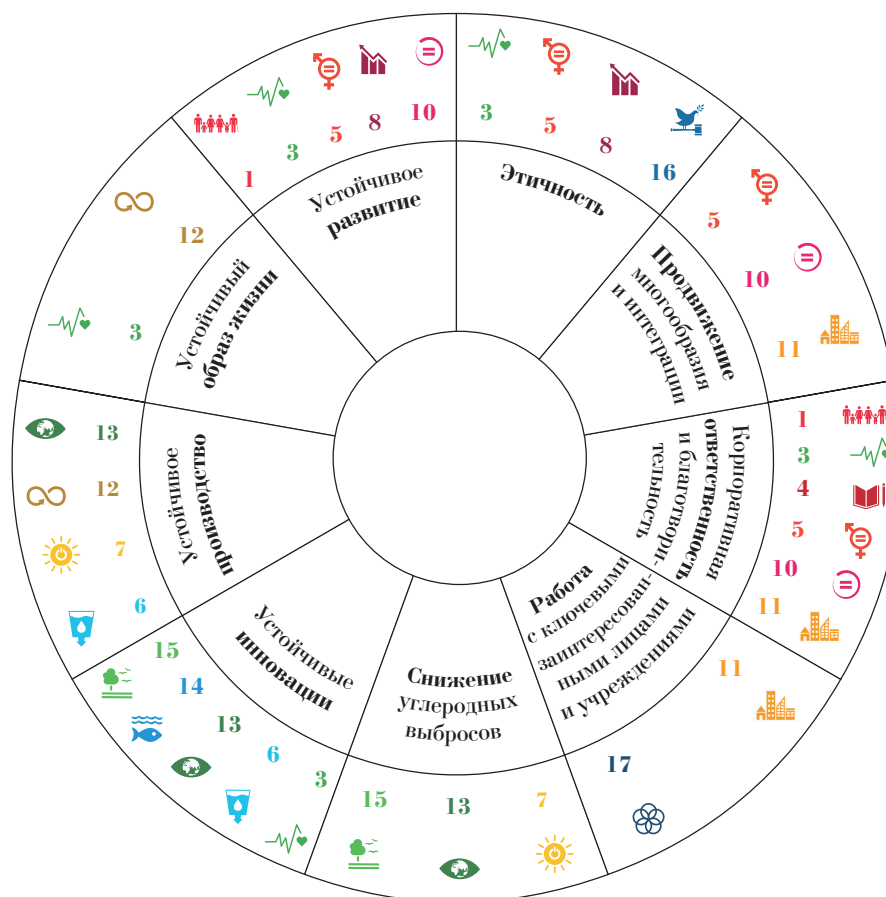 1
3
5
8
10
Устойчивое
развитие
3
5
8
16
Этичность
5
10
11
Продвижение
многообразия
и интеграции
1
3
4
5
10
11
Корпоративная
ответственность
и благотвори-
тельность
11
17
Работа
с ключевыми
заинтересован-
ными лицами
и учреждениями
7
13
15
Снижение
углеродных
выбросов
3
6
13
14
15
Устойчивые
инновации
6
7
12
13
Устойчивое
производство
3
12
Устойчивый
образ жизни